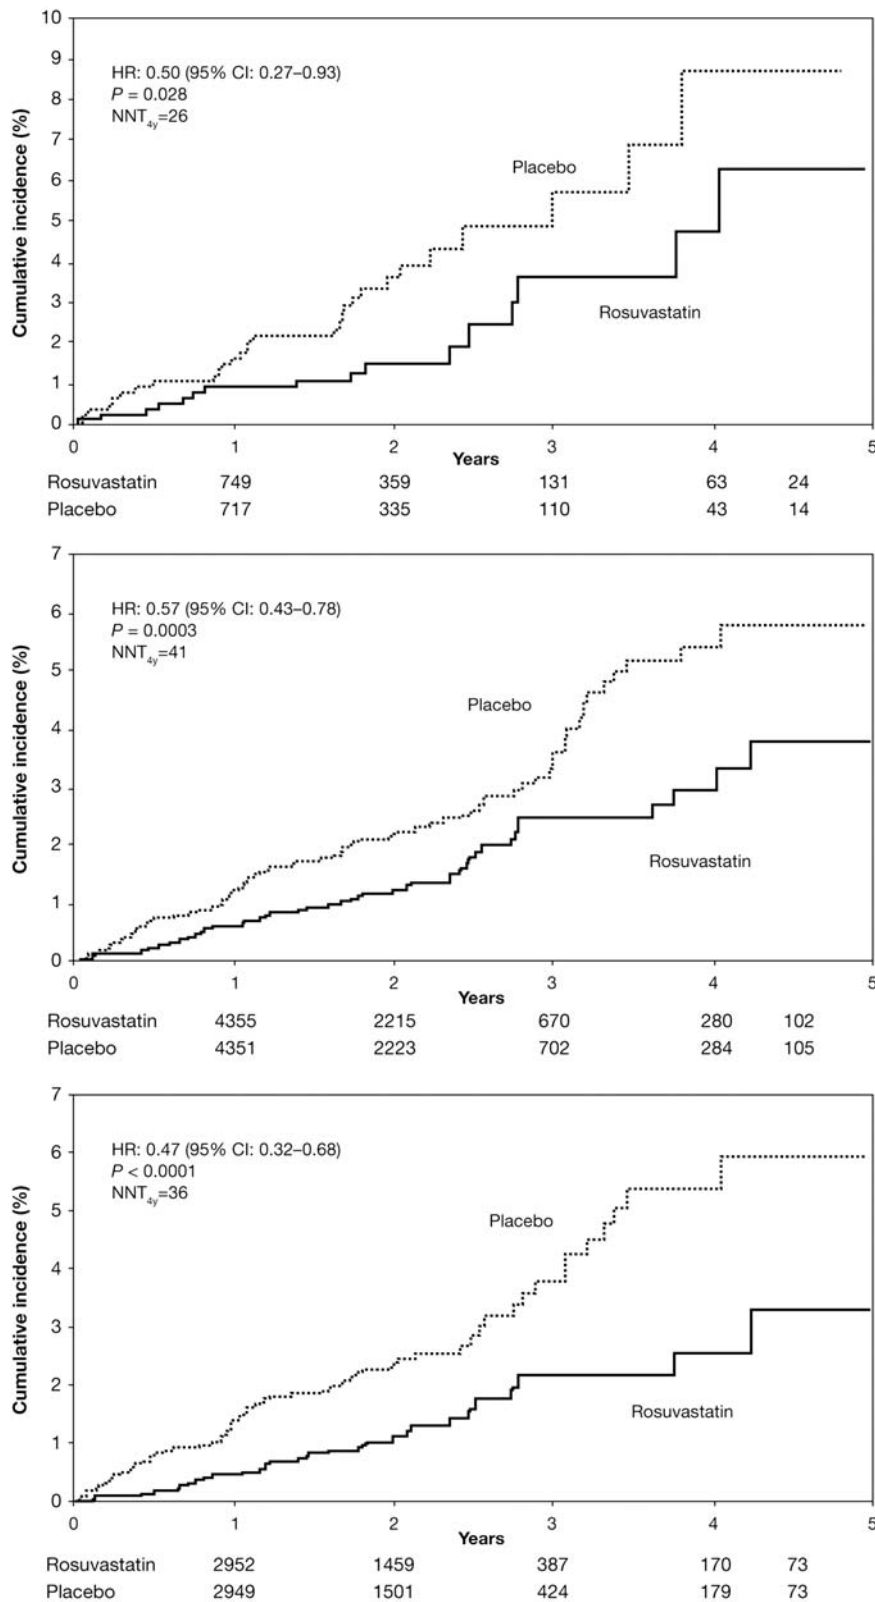 10
9
HR: 0.50 (95% CI: 0.27–0.93)
P = 0.028
8
NNT4y=26
7
Placebo
6
Cumulative incidence (%)
5
4
3
Rosuvastatin
2
1
0
0 1 2 3 4 5
Years
Rosuvastatin 749 359 131 63 24
Placebo 717 335 110 43 14
7
HR: 0.57 (95% CI: 0.43–0.78)
6
P = 0.0003
NNT4y=41
5
Placebo
Cumulative incidence (%)
4
3
2
Rosuvastatin
1
0
0 1 2 3 4 5
Years
Rosuvastatin 4355 2215 670 280 102
Placebo 4351 2223 702 284 105
7
HR: 0.47 (95% CI: 0.32–0.68)
6
P < 0.0001
NNT4y=36
5
Placebo
Cumulative incidence (%)
4
3
2
Rosuvastatin
1
0
0 1 2 3 4 5
Years
Rosuvastatin 2952 1459 387 170 73
Placebo 2949 1501 424 179 73